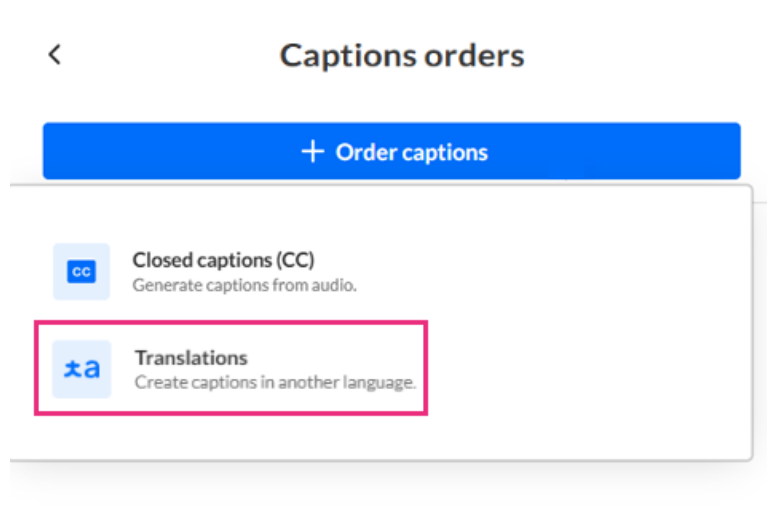 Captions orders
+ Order captions
CC
Closed captions (CC)
Generate captions from audio.
Translations
Create captions in another language.